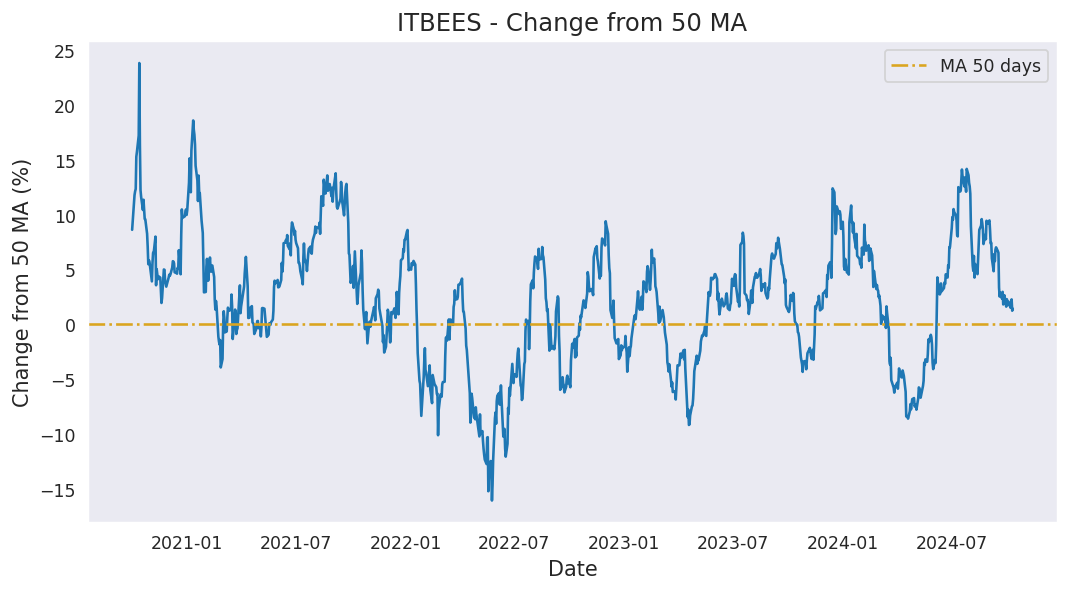 ITBEES - Change from 50 MA
MA 50 days
Change from 50 MA (%)
25
20
15
10
5
0
−5
−10
−15
2021-01 2021-07 2022-01 2022-07 2023-01 2023-07 2024-01 2024-07
Date